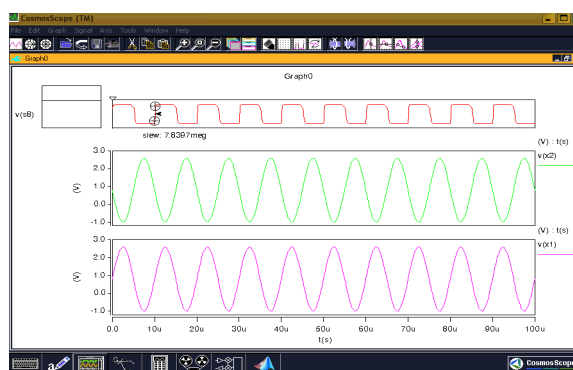 CosmosScope (TM)
File Edit Graph Signal Axis Tools Window Help
Graph0
Graph0
v(sB)
slew: 7.8397meg
(V) : t(s)
v(x2)
3.0
2.0
1.0
0.0
-1.0
(V)
(V) : t(s)
v(x1)
3.0
2.0
1.0
0.0
-1.0
(V)
0.0 10u 20u 30u 40u 50u 60u 70u 80u 90u 100u
t(s)
CosmosScope